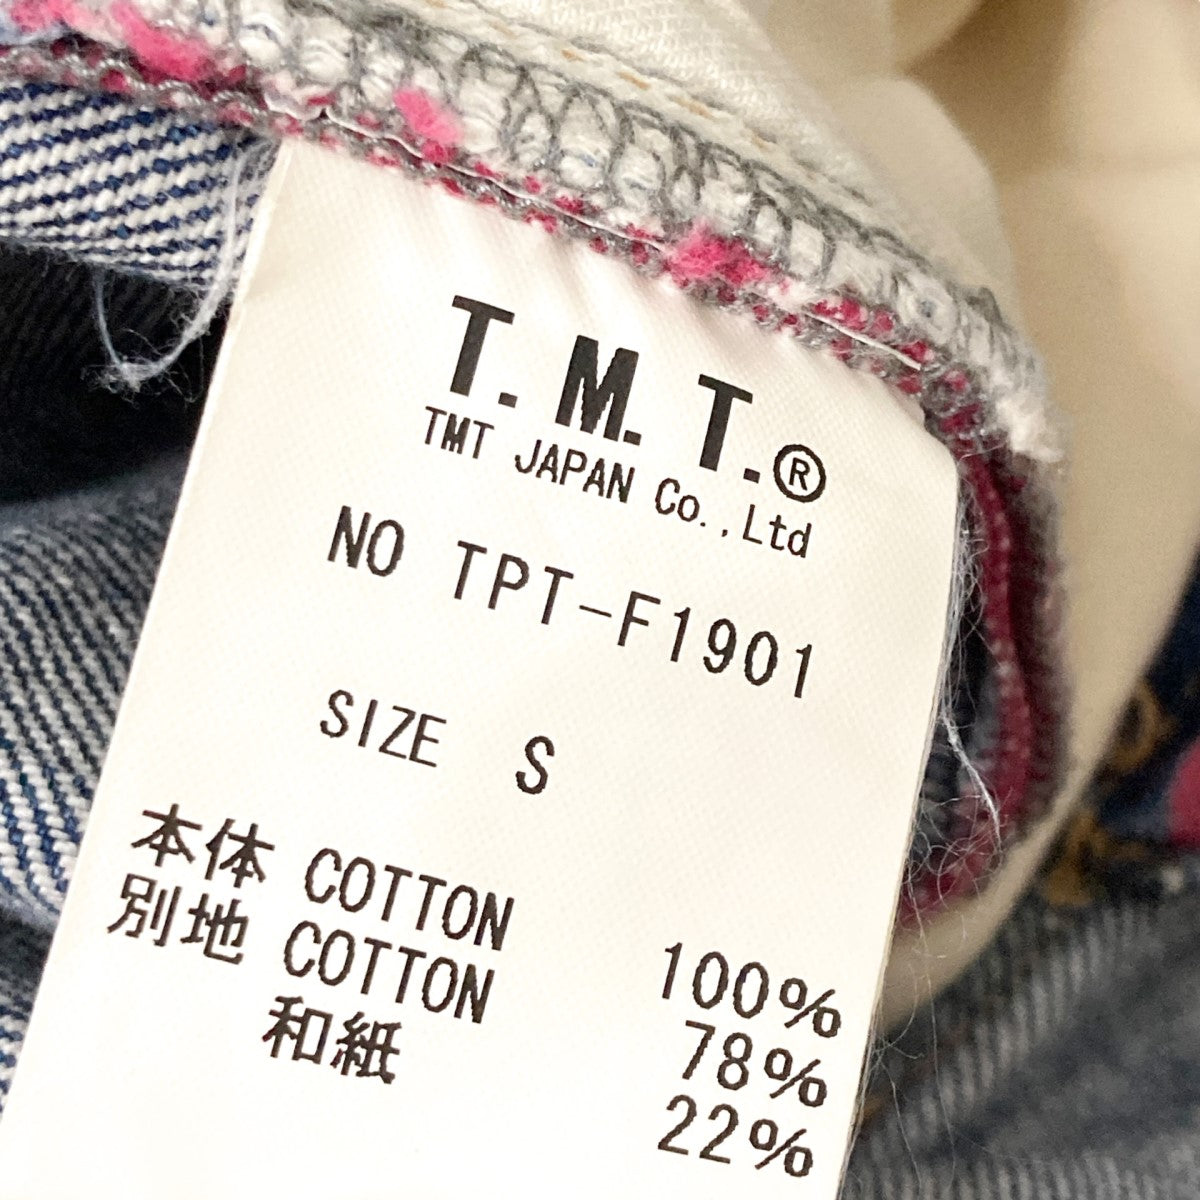 T.M.T.®
TMT JAPAN Co.,Ltd
NO TPT-F1901
SIZE S
本体 COTTON 100%
別地 COTTON 78%
和紙 22%